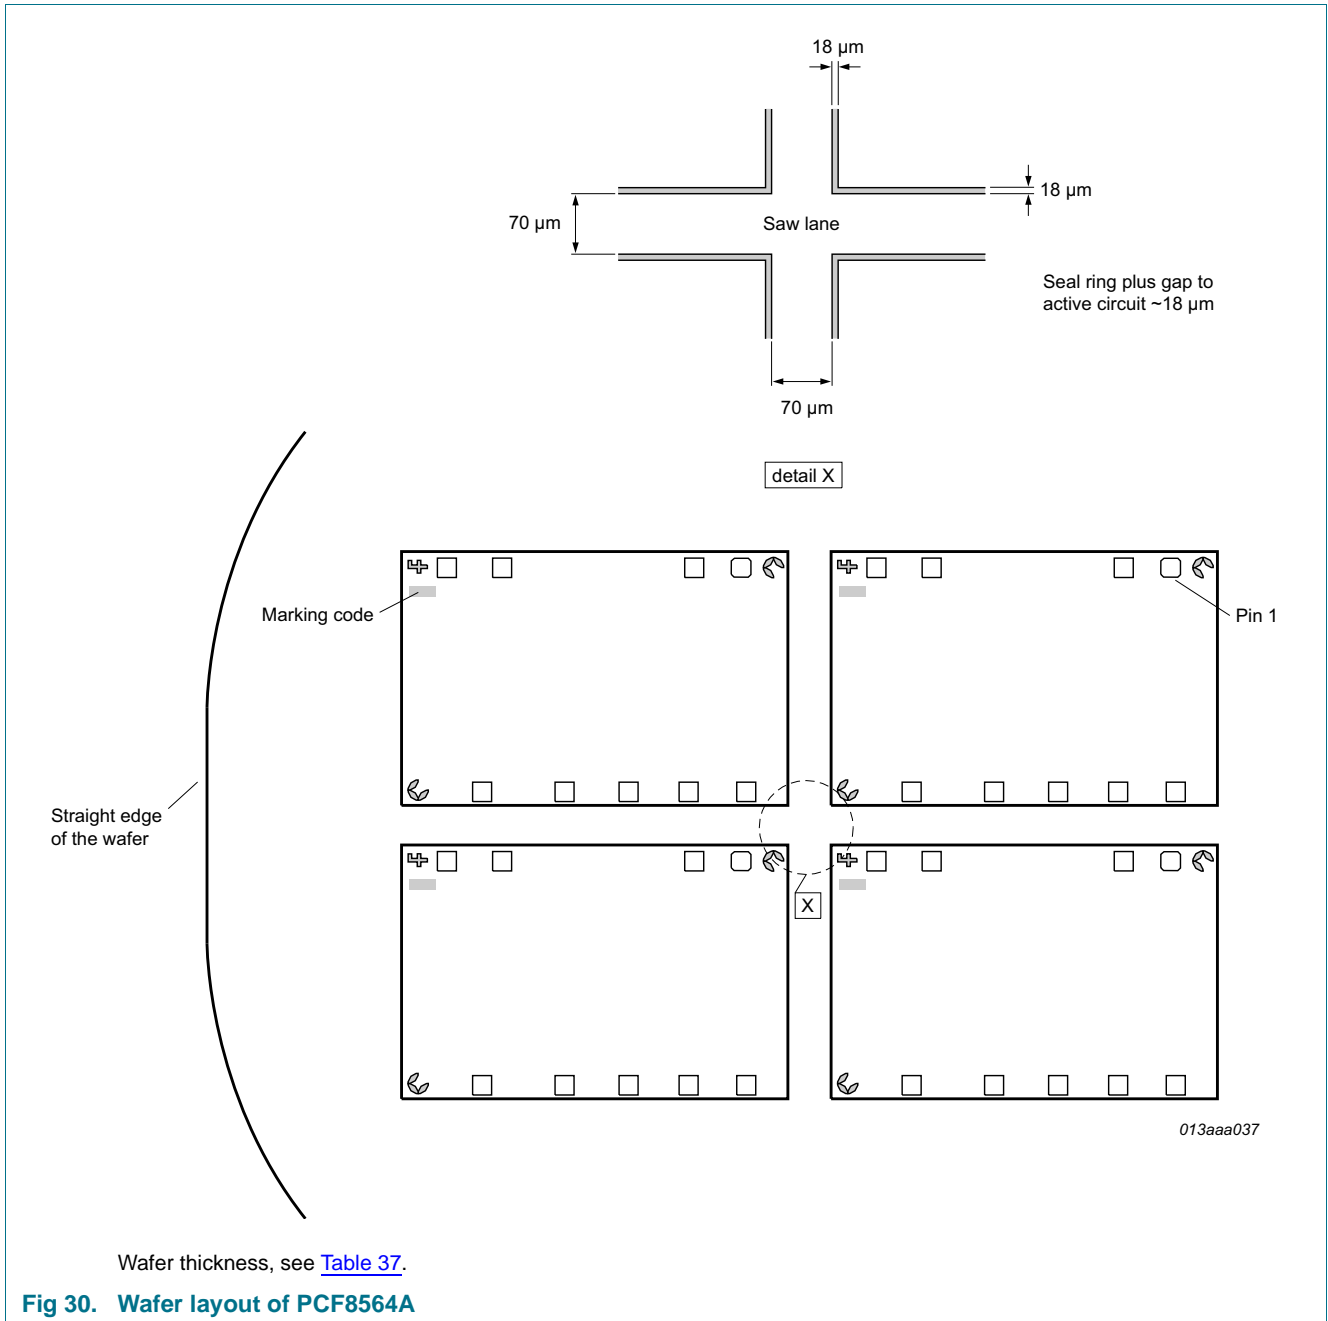 18 µm
18 µm
70 µm
Saw lane
Seal ring plus gap to
active circuit ~18 µm
70 µm
detail X
Marking code
Pin 1
Straight edge
of the wafer
X
013aaa037
Wafer thickness, see Table 37.
Fig 30. Wafer layout of PCF8564A